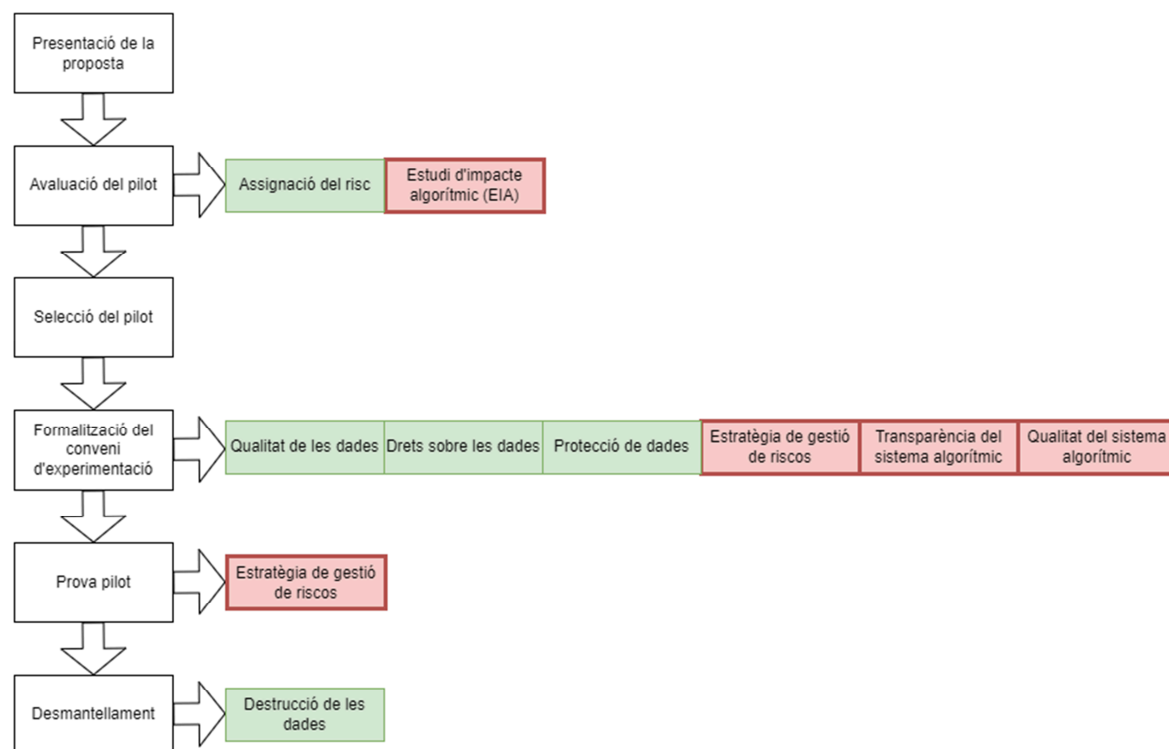 Presentació de la
proposta
Avaluació del pilot
Assignació del risc
Estudi d'impacte
algorítmic (EIA)
Selecció del pilot
Formalització del
conveni
d'experimentació
Qualitat de les dades
Drets sobre les dades
Protecció de dades
Estratègia de gestió
de riscos
Transparència del
sistema algorítmic
Qualitat del sistema
algorítmic
Prova pilot
Estratègia de gestió
de riscos
Desmantellament
Destrucció de les
dades